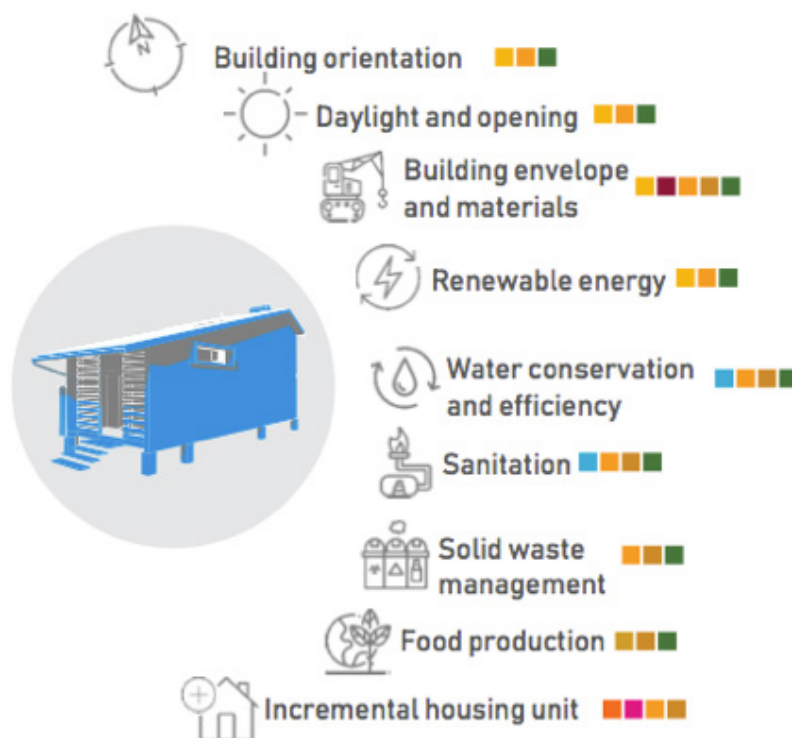 N
Building orientation
Daylight and opening
Building envelope
and materials
Renewable energy
Water conservation
and efficiency
Sanitation
Solid waste
management
Food production
Incremental housing unit